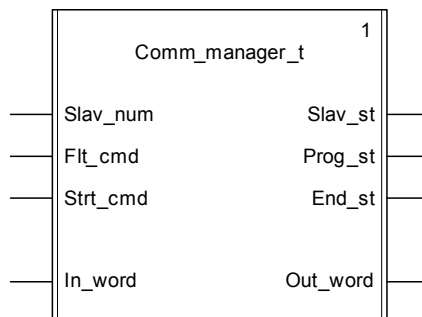 1
Comm_manager_t
Slav_num Slav_st
Flt_cmd Prog_st
Strt_cmd End_st
In_word Out_word